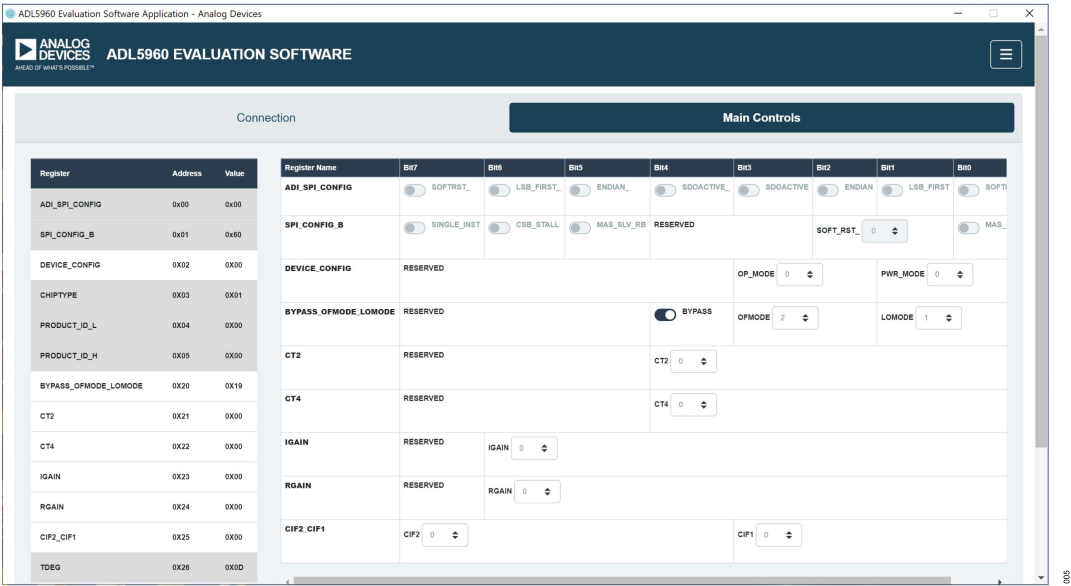 ADL5960 Evaluation Software Application - Analog Devices
ANALOG
DEVICES
AHEAD OF WHAT'S POSSIBLE™
ADL5960 EVALUATION SOFTWARE
Connection
Main Controls
Register Address Value
ADI_SPI_CONFIG 0x00 0x00
SPI_CONFIG_B 0x01 0x60
DEVICE_CONFIG 0X02 0X00
CHIPTYPE 0X03 0X01
PRODUCT_ID_L 0X04 0X00
PRODUCT_ID_H 0X05 0X00
BYPASS_OFMODE_LOMODE 0X20 0X19
CT2 0X21 0X00
CT4 0X22 0X00
IGAIN 0X23 0X00
RGAIN 0X24 0X00
CIF2_CIF1 0X25 0X00
TDEG 0X26 0X0D
Register Name Bit7 Bit6 Bit5 Bit4 Bit3 Bit2 Bit1 Bit0
ADI_SPI_CONFIG SOFTRST_ LSB_FIRST_ ENDIAN_ SDOACTIVE_ SDOACTIVE ENDIAN LSB_FIRST SOFT
SPI_CONFIG_B SINGLE_INST CSB_STALL MAS_SLV_RB RESERVED SOFT_RST_ 0 MAS_
DEVICE_CONFIG RESERVED OP_MODE 0 PWR_MODE 0
BYPASS_OFMODE_LOMODE RESERVED BYPASS OFMODE 2 LOMODE 1
CT2 RESERVED CT2 0
CT4 RESERVED CT4 0
IGAIN RESERVED IGAIN 0
RGAIN RESERVED RGAIN 0
CIF2_CIF1 CIF2 0 CIF1 0
005